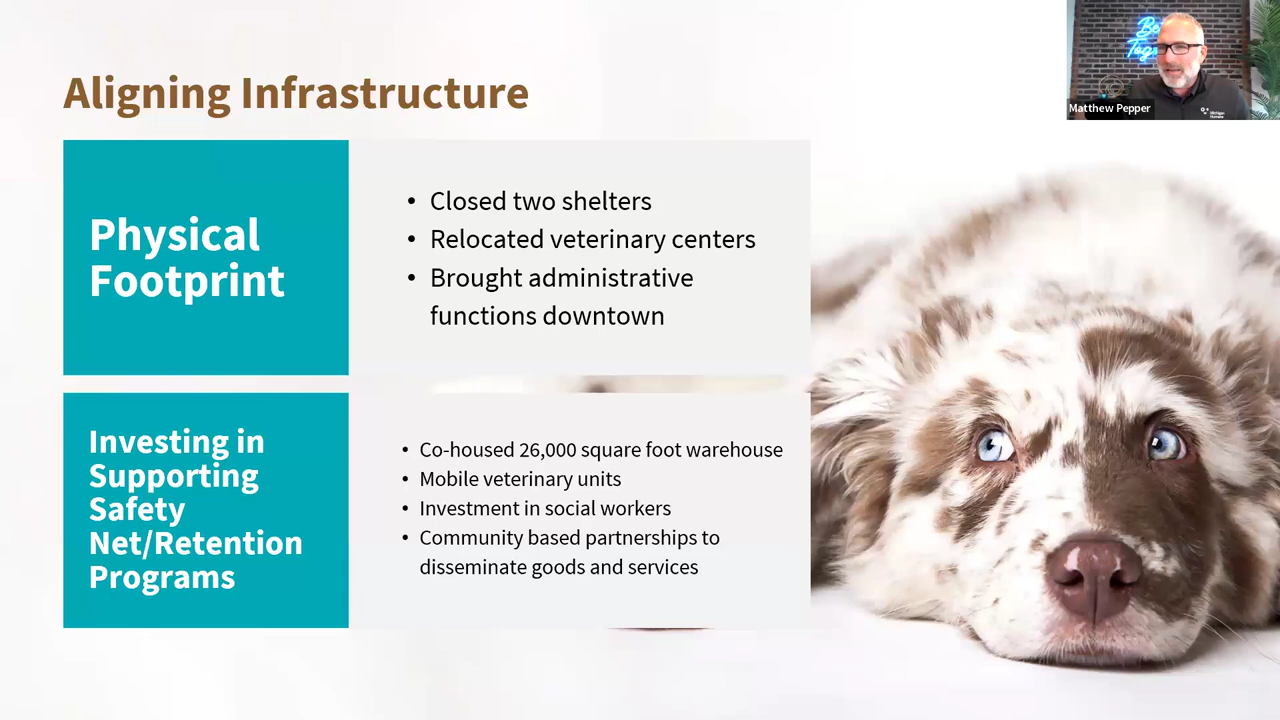 Aligning Infrastructure
Matthew Pepper
Physical
Footprint
• Closed two shelters
• Relocated veterinary centers
• Brought administrative
functions downtown
Investing in
Supporting
Safety
Net/Retention
Programs
• Co-housed 26,000 square foot warehouse
• Mobile veterinary units
• Investment in social workers
• Community based partnerships to
disseminate goods and services